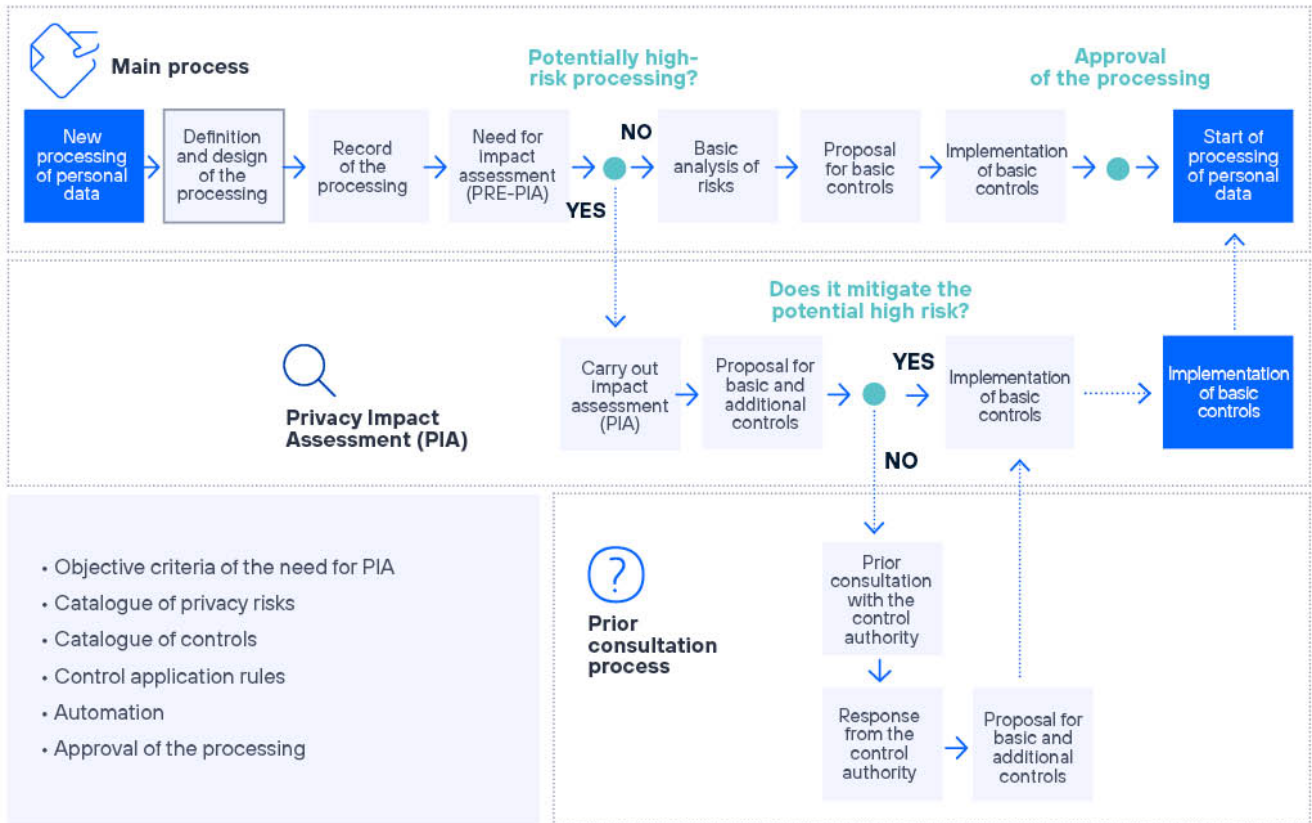 Main process
Potentially high-
risk processing?
Approval
of the processing
New
processing
of personal
data
Definition
and design
of the
processing
Record
of the
processing
Need for
impact
assessment
(PRE-PIA)
NO
YES
Basic
analysis of
risks
Proposal
for basic
controls
Implementation
of basic
controls
Start of
processing
of personal
data
Does it mitigate the
potential high risk?
Privacy Impact
Assessment (PIA)
Carry out
impact
assessment
(PIA)
Proposal for
basic and
additional
controls
YES
NO
Implementation
of basic
controls
Implementation
of basic
controls
• Objective criteria of the need for PIA
• Catalogue of privacy risks
• Catalogue of controls
• Control application rules
• Automation
• Approval of the processing
?
Prior
consultation
process
Prior
consultation
with the
control
authority
Response
from the
control
authority
Proposal for
basic and
additional
controls